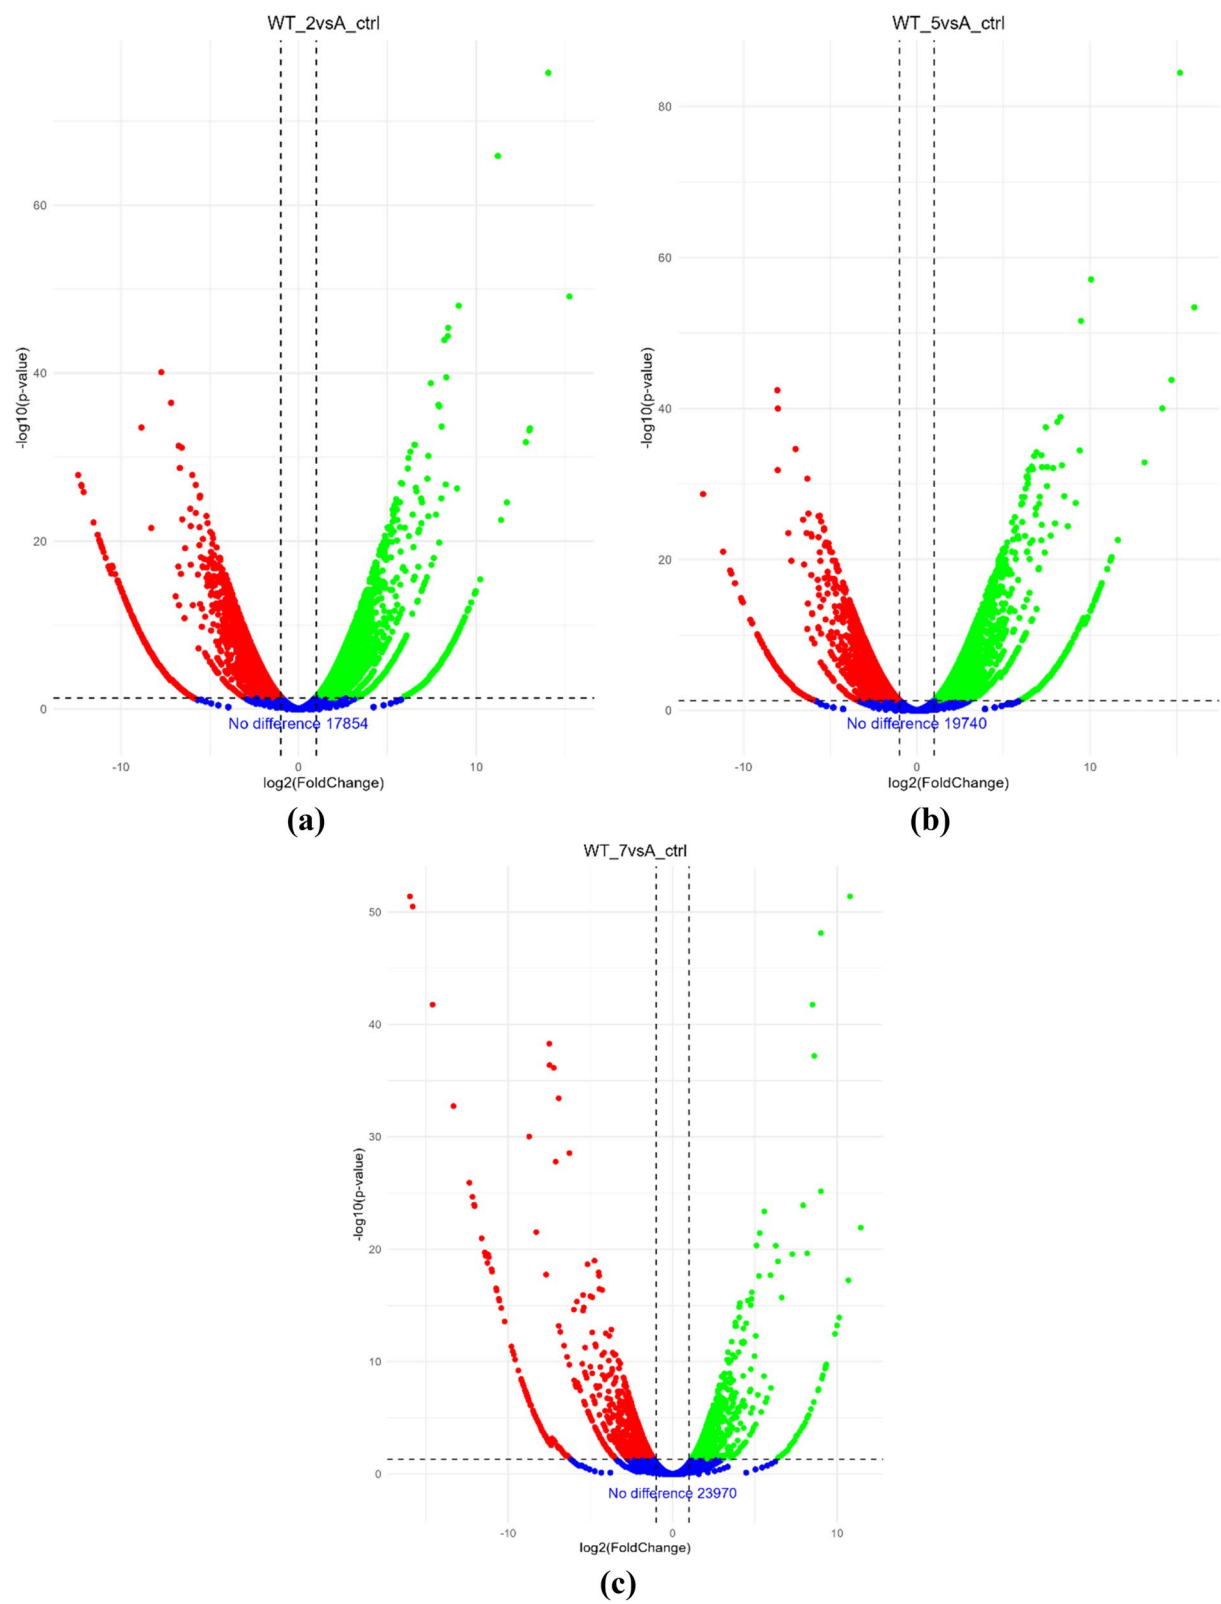 WT_2vsA_ctrl
-log10(p-value)
60
40
20
0
No difference 17854
-10 0 10
log2(FoldChange)
(a)
WT_5vsA_ctrl
-log10(p-value)
80
60
40
20
0
No difference 19740
-10 0 10
log2(FoldChange)
(b)
WT_7vsA_ctrl
-log10(p-value)
50
40
30
20
10
0
No difference 23970
-10 0 10
log2(FoldChange)
(c)